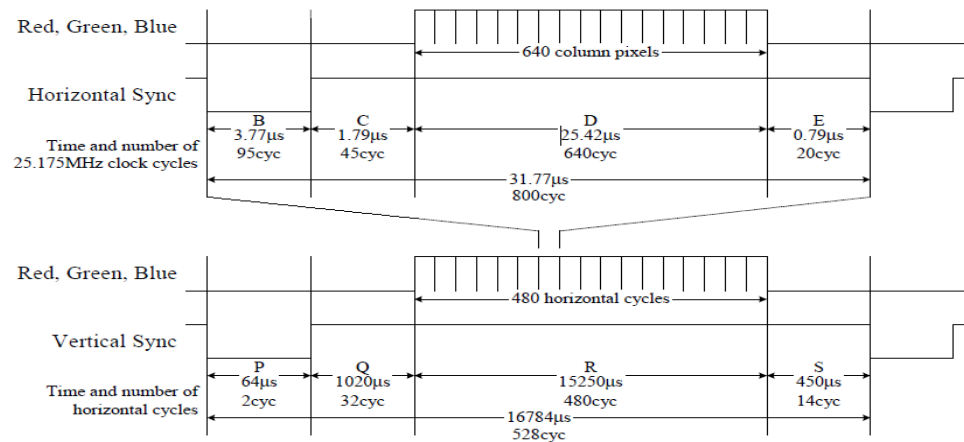 Red, Green, Blue
640 column pixels
Horizontal Sync
B C D E
3.77μs 1.79μs 25.42μs 0.79μs
Time and number of
25.175MHz clock cycles
95cyc 45cyc 640cyc 20cyc
31.77μs
800cyc
Red, Green, Blue
480 horizontal cycles
Vertical Sync
P Q R S
64μs 1020μs 15250μs 450μs
Time and number of
horizontal cycles
2cyc 32cyc 480cyc 14cyc
16784μs
528cyc